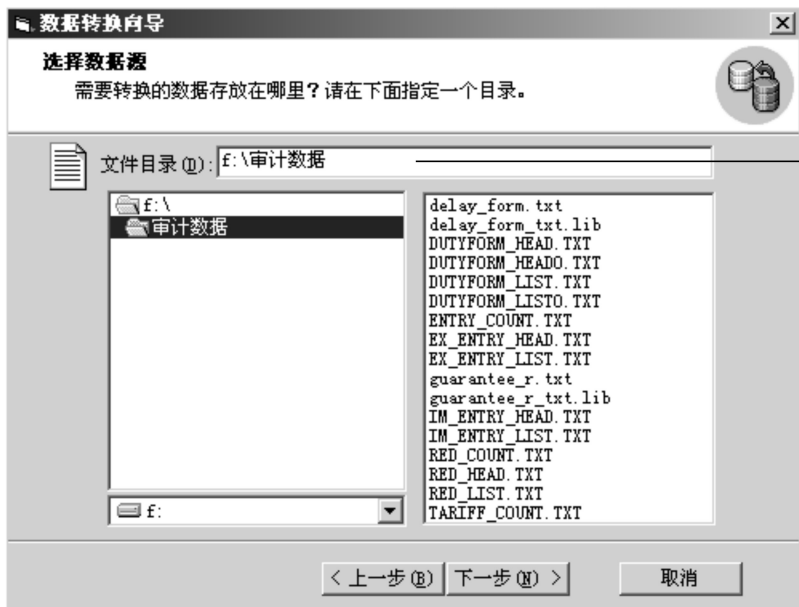 数据转换向导
选择数据源
需要转换的数据存放在哪里?请在下面指定一个目录。
文件目录(D): f:\审计数据
f:\
审计数据
f:
delay_form.txt
delay_form_txt.lib
DUTYFORM_HEAD.TXT
DUTYFORM_HEADO.TXT
DUTYFORM_LIST.TXT
DUTYFORM_LISTO.TXT
ENTRY_COUNT.TXT
EX_ENTRY_HEAD.TXT
EX_ENTRY_LIST.TXT
guarantee_r.txt
guarantee_r_txt.lib
IM_ENTRY_HEAD.TXT
IM_ENTRY_LIST.TXT
RED_COUNT.TXT
RED_HEAD.TXT
RED_LIST.TXT
TARIFF_COUNT.TXT
< 上一步(B) 下一步(N) > 取消